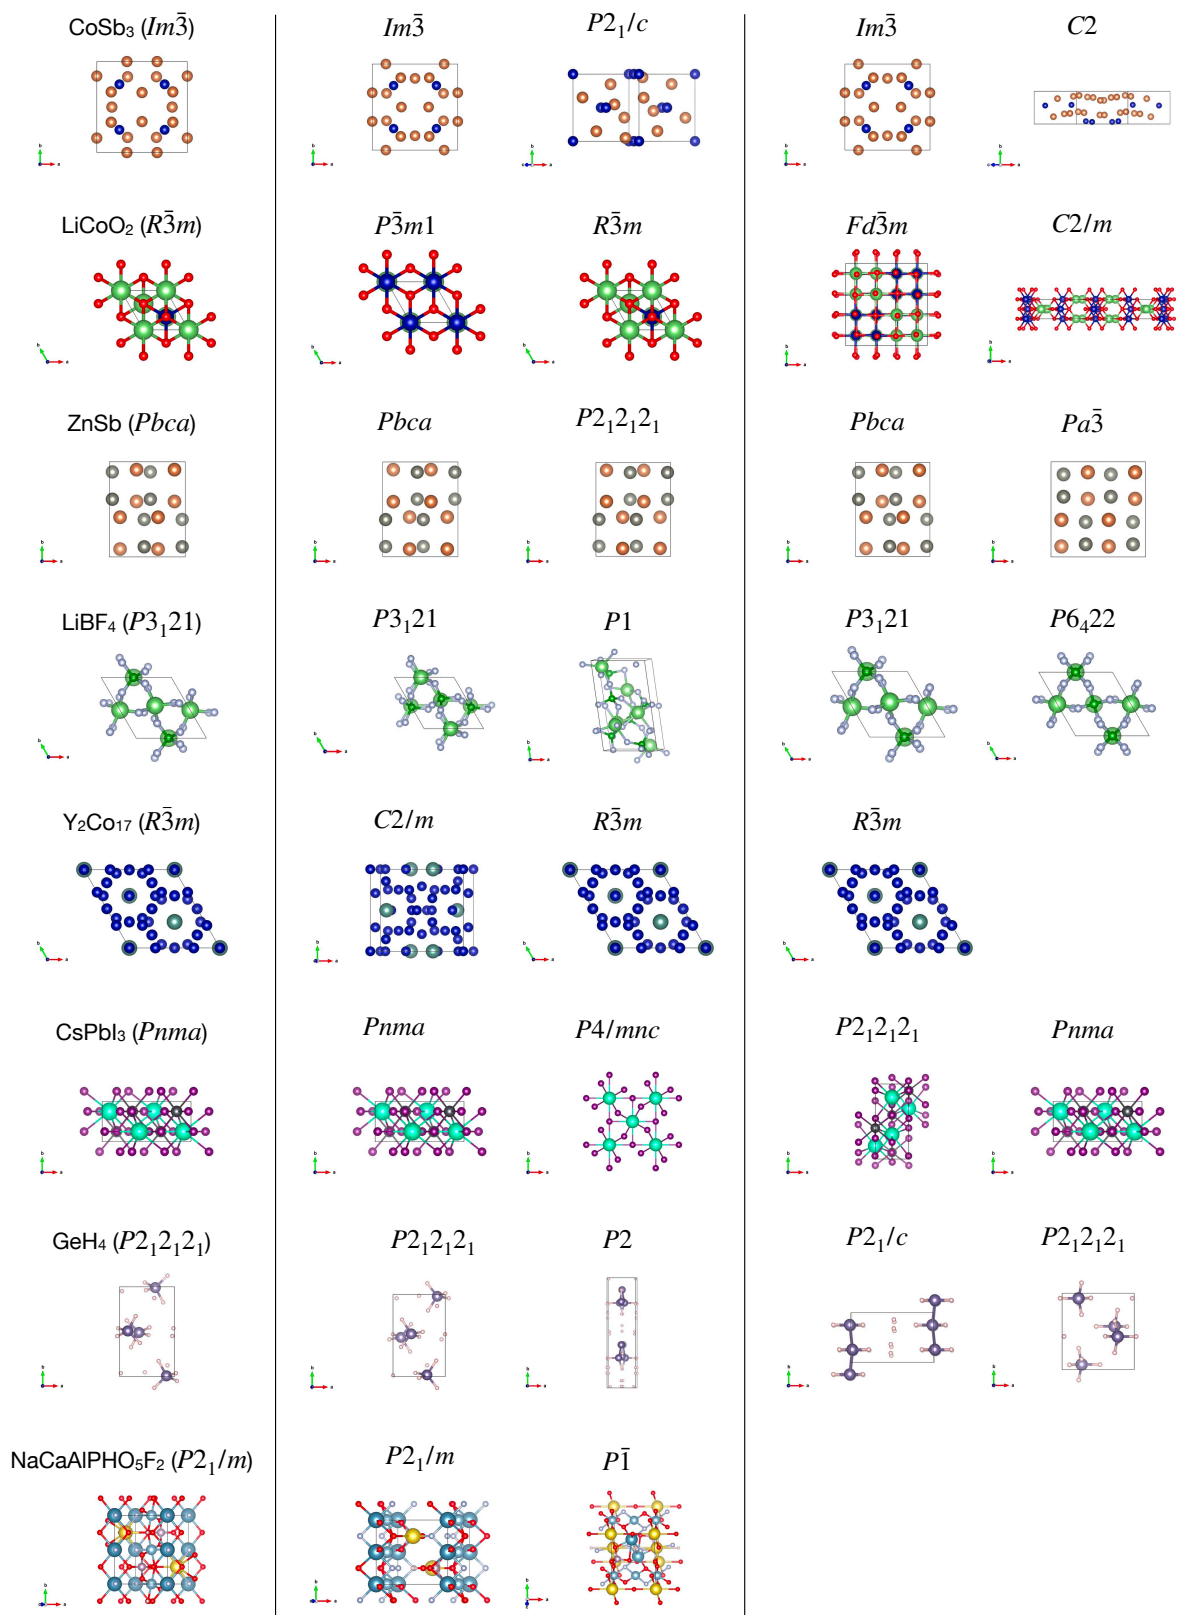 CoSb₃ (Im3̅) Im3̅ P2₁/c Im3̅ C2
LiCoO₂ (R3̅m) P3̅m1 R3̅m Fd3̅m C2/m
ZnSb (Pbca) Pbca P2₁2₁2₁ Pbca Pa3̅
LiBF₄ (P3₁21) P3₁21 P1 P3₁21 P6₄22
Y₂Co₁₇ (R3̅m) C2/m R3̅m R3̅m
CsPbI₃ (Pnma) Pnma P4/mnc P2₁2₁2₁ Pnma
GeH₄ (P2₁2₁2₁) P2₁2₁2₁ P2 P2₁/c P2₁2₁2₁
NaCaAlPHO₅F₂ (P2₁/m) P2₁/m P1̅